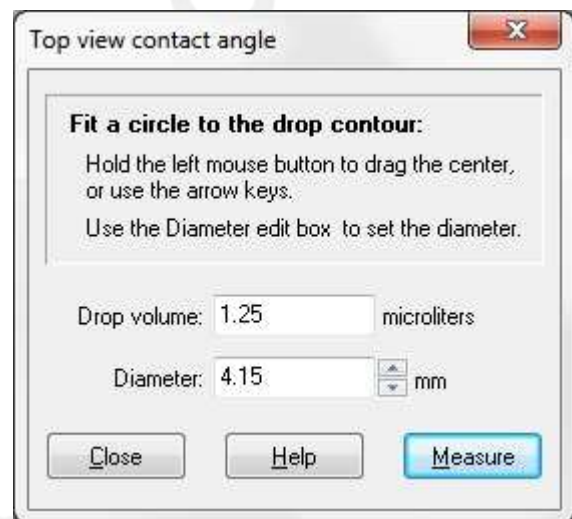 Top view contact angle
Fit a circle to the drop contour:
Hold the left mouse button to drag the center,
or use the arrow keys.
Use the Diameter edit box to set the diameter.
Drop volume: 1.25 microliters
Diameter: 4.15 mm
Close Help Measure